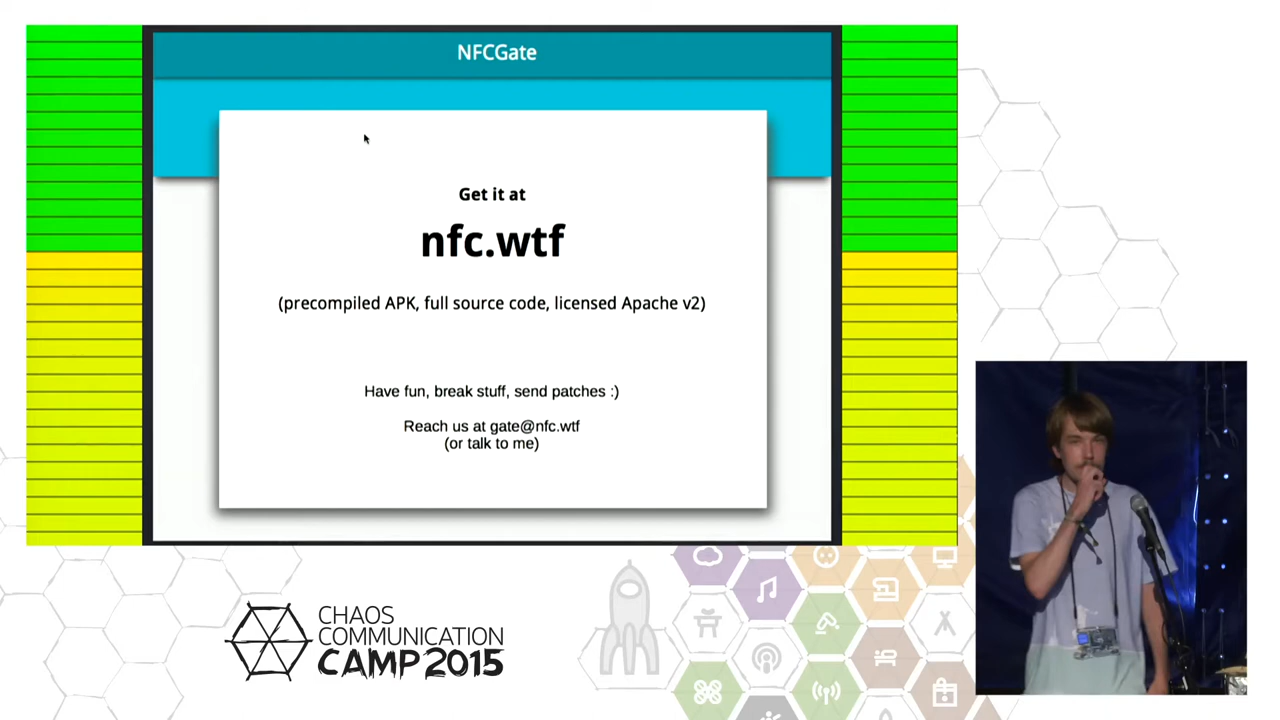 NFCGate
Get it at
nfc.wtf
(precompiled APK, full source code, licensed Apache v2)
Have fun, break stuff, send patches :)
Reach us at gate@nfc.wtf
(or talk to me)
CHAOS
COMMUNICATION
CAMP 2015